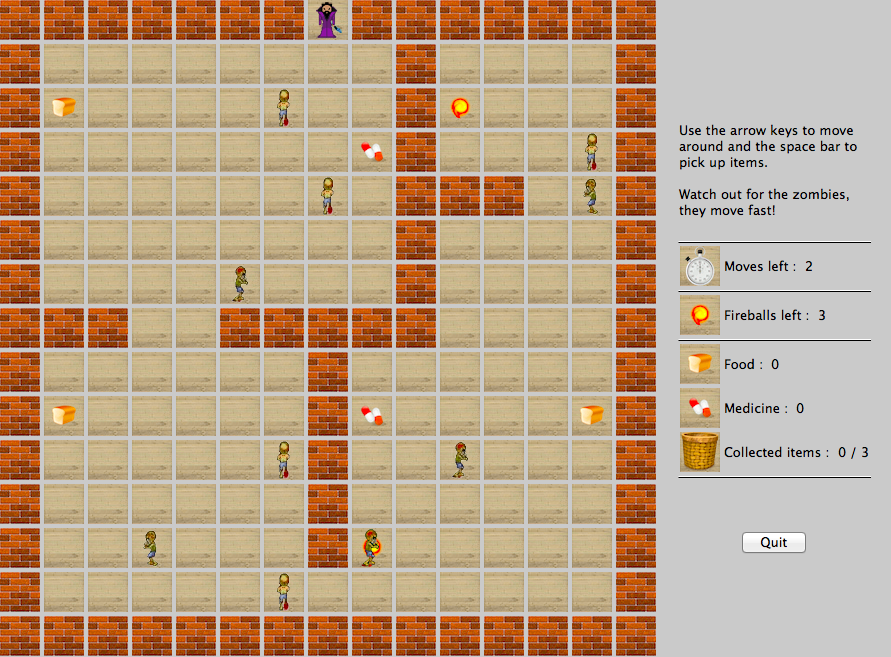 Use the arrow keys to move
around and the space bar to
pick up items.
Watch out for the zombies,
they move fast!
Moves left : 2
Fireballs left : 3
Food : 0
Medicine : 0
Collected items : 0 / 3
Quit